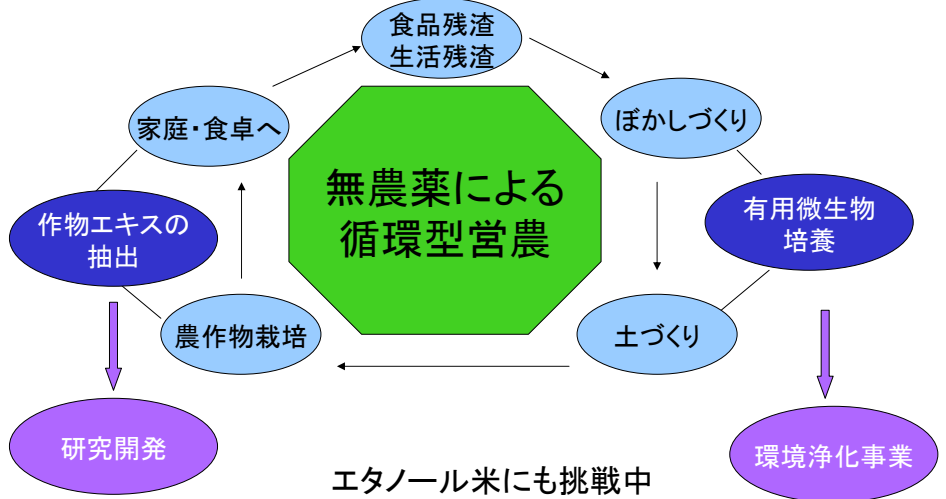 食品残渣
生活残渣
家庭・食卓へ
ぼかしづくり
無農薬による
循環型営農
作物エキスの
抽出
有用微生物
培養
農作物栽培
土づくり
研究開発
環境浄化事業
エタノール米にも挑戦中